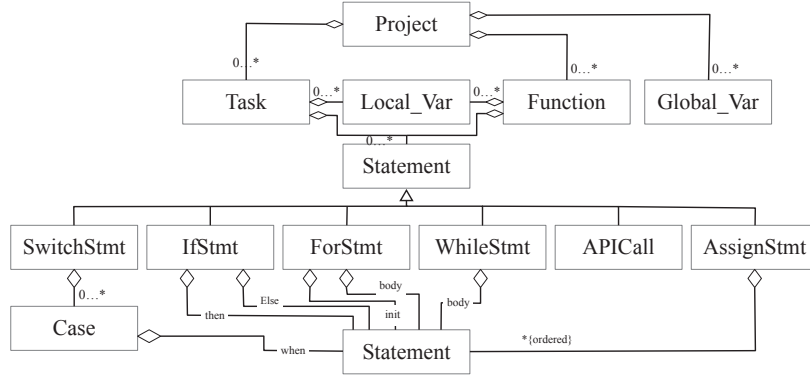 Project
0...*
0...*
0...*
Task
0...*
Local_Var
0...*
Function
Global_Var
0...*
Statement
SwitchStmt
IfStmt
ForStmt
WhileStmt
APICall
AssignStmt
0...*
then
Else
body
init
body
Case
when
Statement
*{ordered}